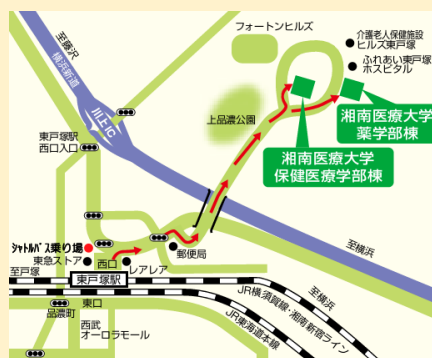 フォートンヒルズ
介護老人保健施設
ヒルズ東戸塚
ふれあい東戸塚
ホスピタル
至藤沢
横浜新道
川上IC
上品濃公園
湘南医療大学
薬学部棟
湘南医療大学
保健医療学部棟
東戸塚駅
西口入口
至横浜
シャトルバス乗り場
東急ストア
西口
レアレア
郵便局
至戸塚
東戸塚駅
東口
品濃町
西武
オーロラモール
JR横須賀線・湘南新宿ライン
至横浜
JR東海道本線